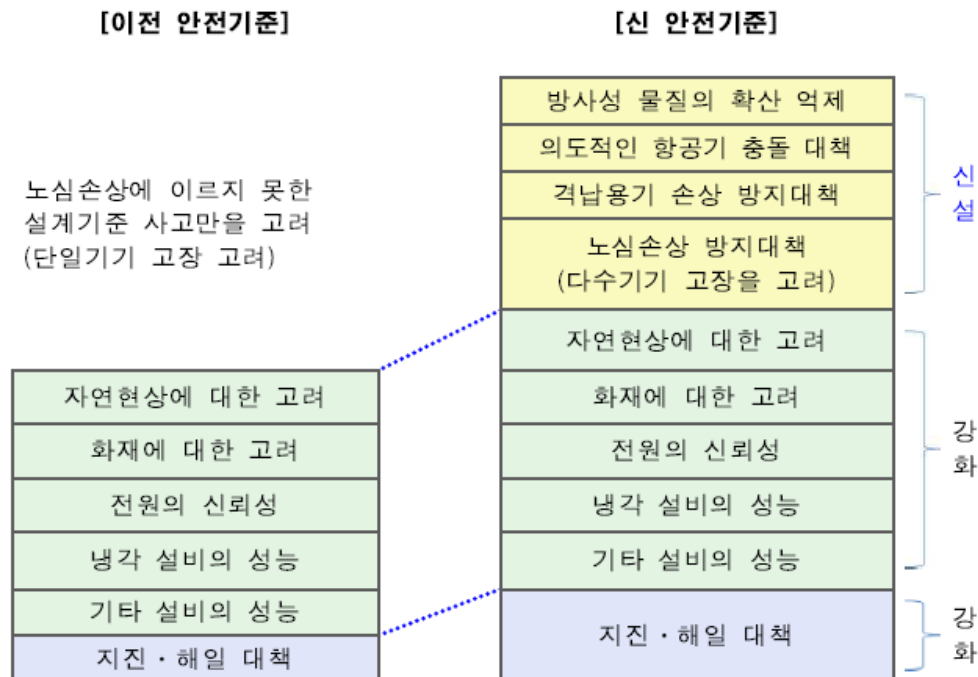 [이전 안전기준]
노심손상에 이르지 못한
설계기준 사고만을 고려
(단일기기 고장 고려)
자연현상에 대한 고려
화재에 대한 고려
전원의 신뢰성
냉각 설비의 성능
기타 설비의 성능
지진・해일 대책
[신 안전기준]
방사성 물질의 확산 억제
의도적인 항공기 충돌 대책
격납용기 손상 방지대책
노심손상 방지대책
(다수기기 고장을 고려)
자연현상에 대한 고려
화재에 대한 고려
전원의 신뢰성
냉각 설비의 성능
기타 설비의 성능
지진・해일 대책
신
설
강
화
강
화